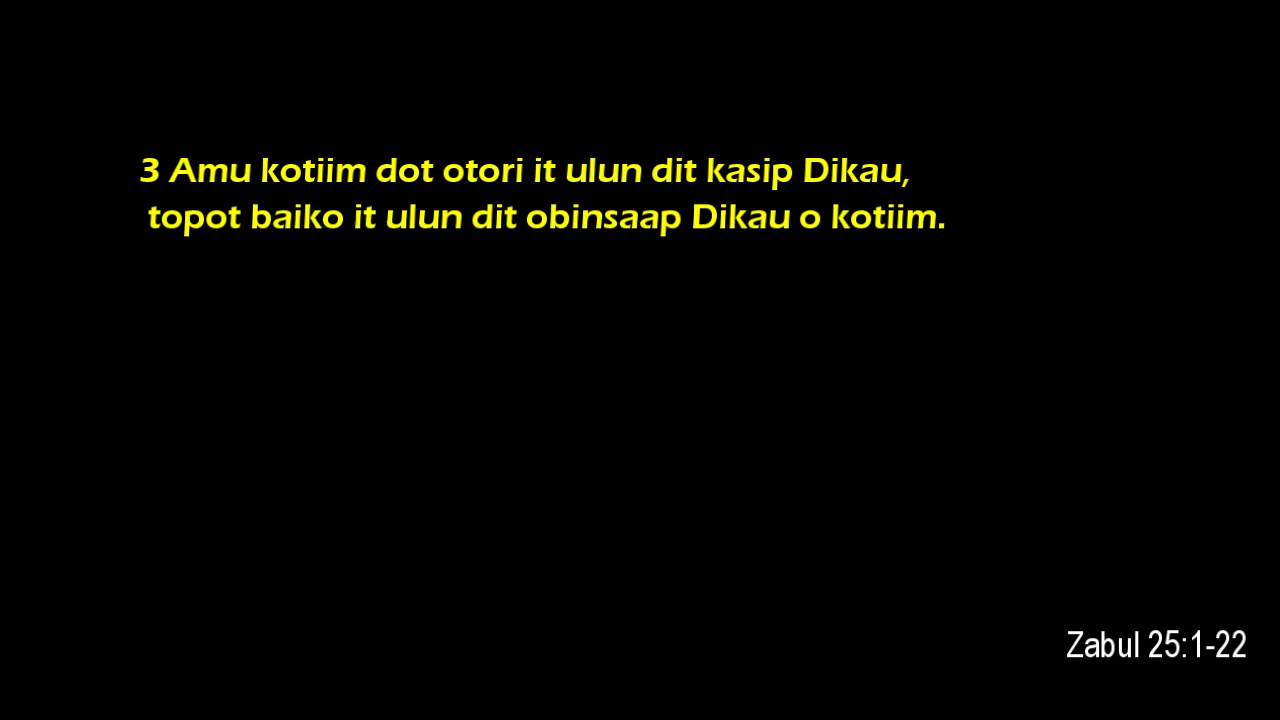 3 Amu kotiim dot otori it ulun dit kasip Dikau,
topot baiko it ulun dit obinsaap Dikau o kotiim.
Zabul 25:1-22